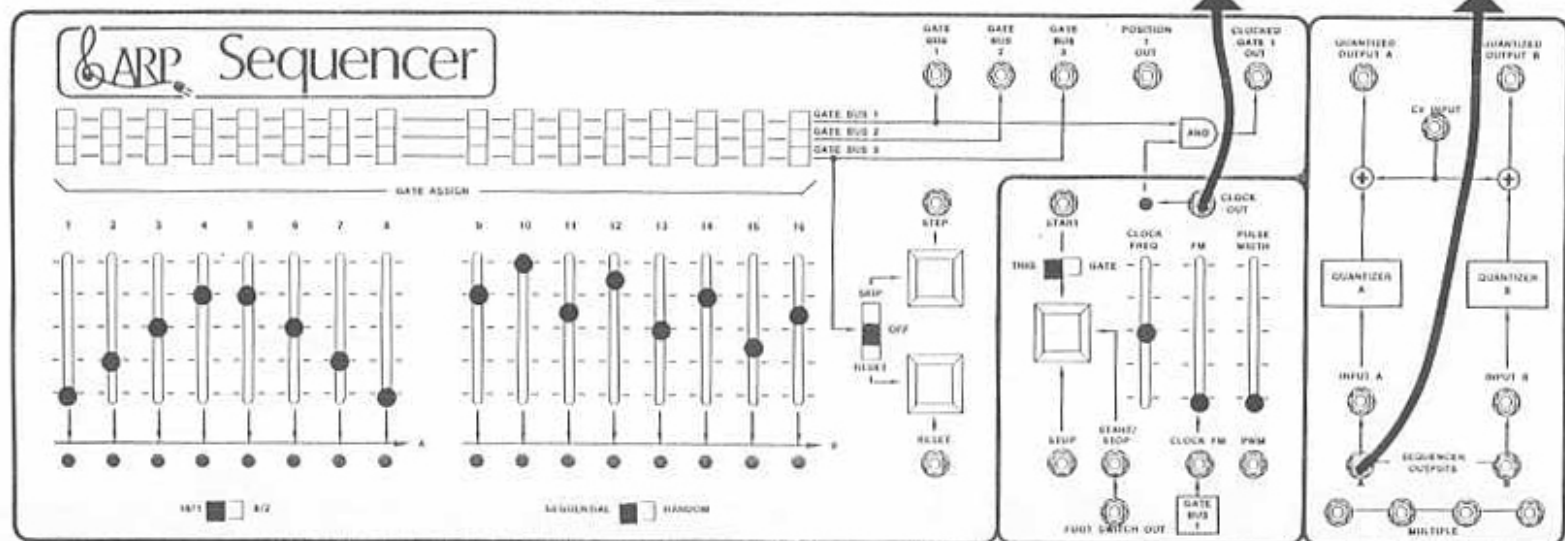 ARP Sequencer
GATE BUS 1
GATE BUS 2
GATE BUS 3
POSITION 1 OUT
CLOCKED GATE 1 OUT
QUANTIZED OUTPUT A
QUANTIZED OUTPUT B
GATE BUS 1
GATE BUS 2
GATE BUS 3
AND
CV INPUT
GATE ASSIGN
1 2 3 4 5 6 7 8
9 10 11 12 13 14 15 16
STEP
START
CLOCK OUT
CLOCK FREQ
FM
PULSE WIDTH
GATE
SKIP
OFF
RESET
QUANTIZER A
QUANTIZER B
INPUT A
INPUT B
A
B
RESET
STOP
START/ STOP
CLOCK FM
PWM
SEQUENCER OUTPUTS
A
B
16/1
8/2
SEQUENTIAL
RANDOM
FOOT SWITCH OUT
GATE BUS 1
MULTIPLE